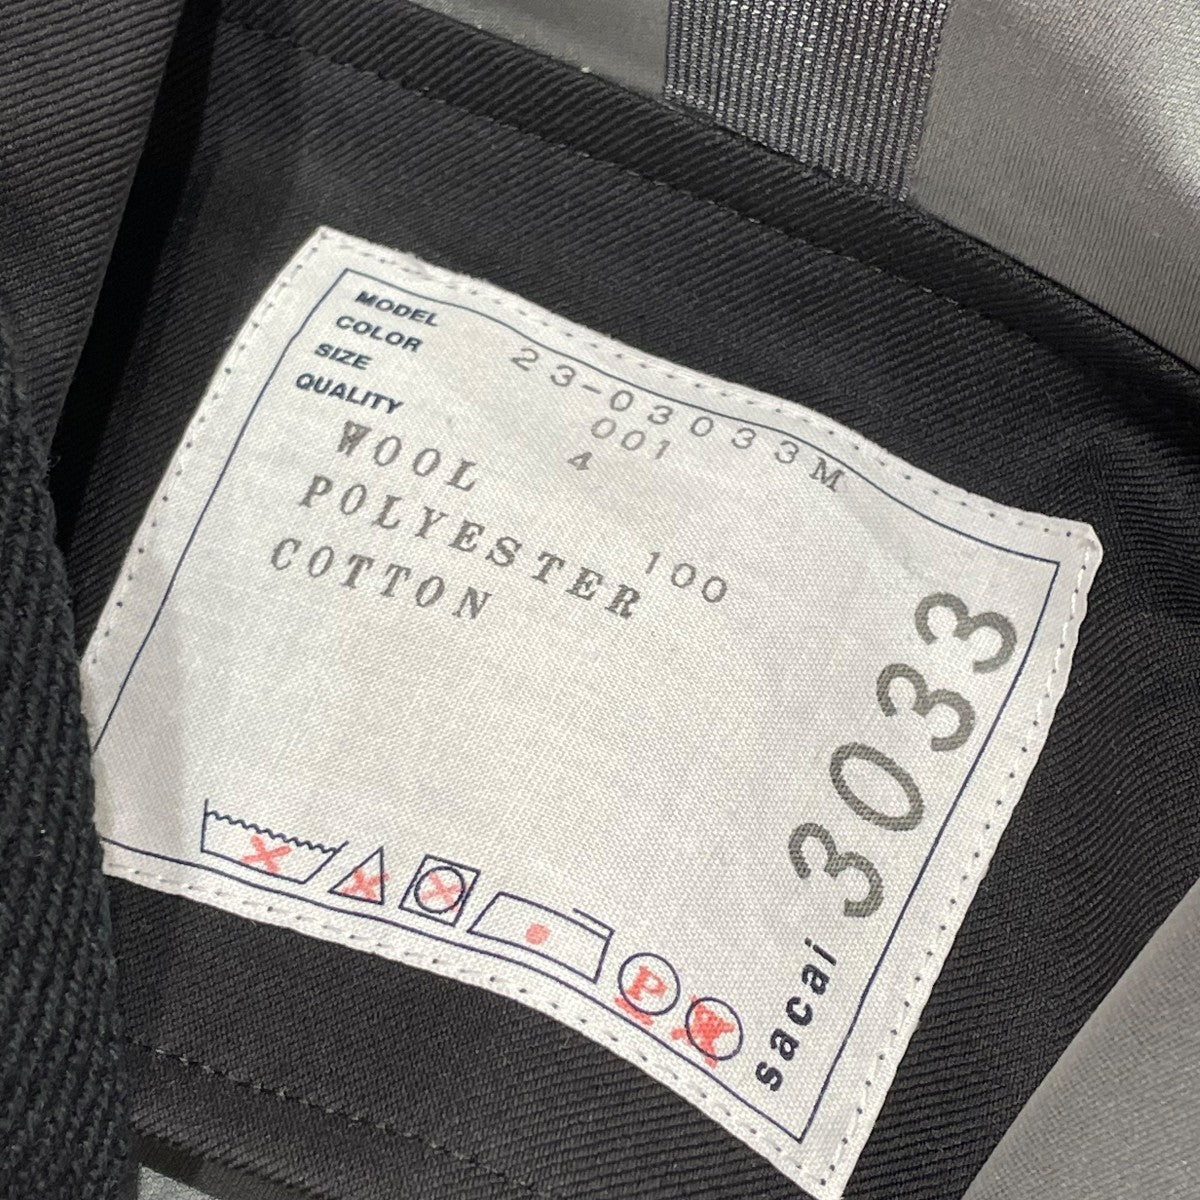 MODEL 23-03033M
COLOR 001
SIZE 4
QUALITY
WOOL 100
POLYESTER
COTTON
P
sacai 3033